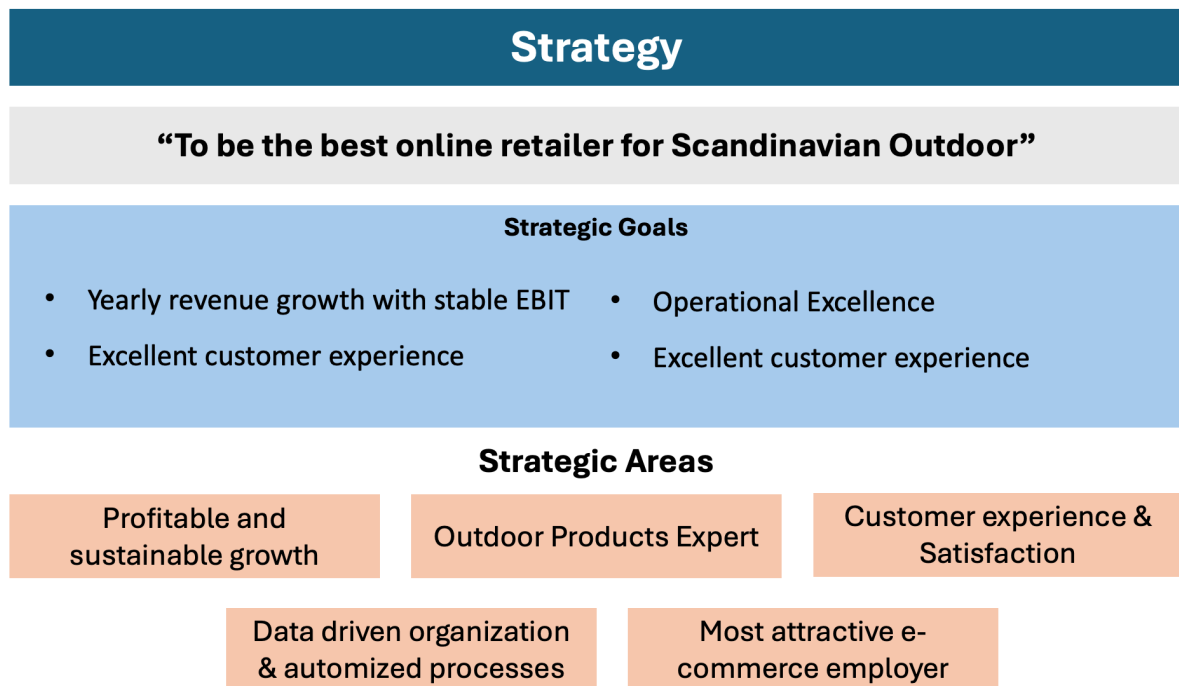 Strategy
“To be the best online retailer for Scandinavian Outdoor”
Strategic Goals
• Yearly revenue growth with stable EBIT
• Excellent customer experience
• Operational Excellence
• Excellent customer experience
Strategic Areas
Profitable and
sustainable growth
Outdoor Products Expert
Customer experience &
Satisfaction
Data driven organization
& automized processes
Most attractive e-
commerce employer